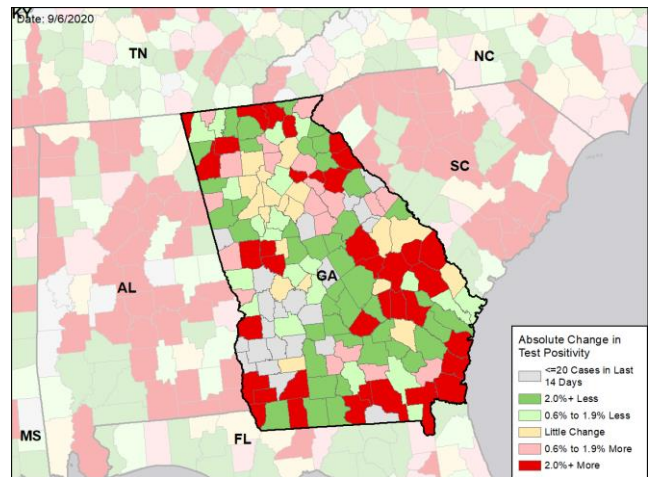 KY
Date: 9/6/2020
TN
NC
SC
AL
GA
MS
FL
Absolute Change in
Test Positivity
<=20 Cases in Last
14 Days
2.0%+ Less
0.6% to 1.9% Less
Little Change
0.6% to 1.9% More
2.0%+ More